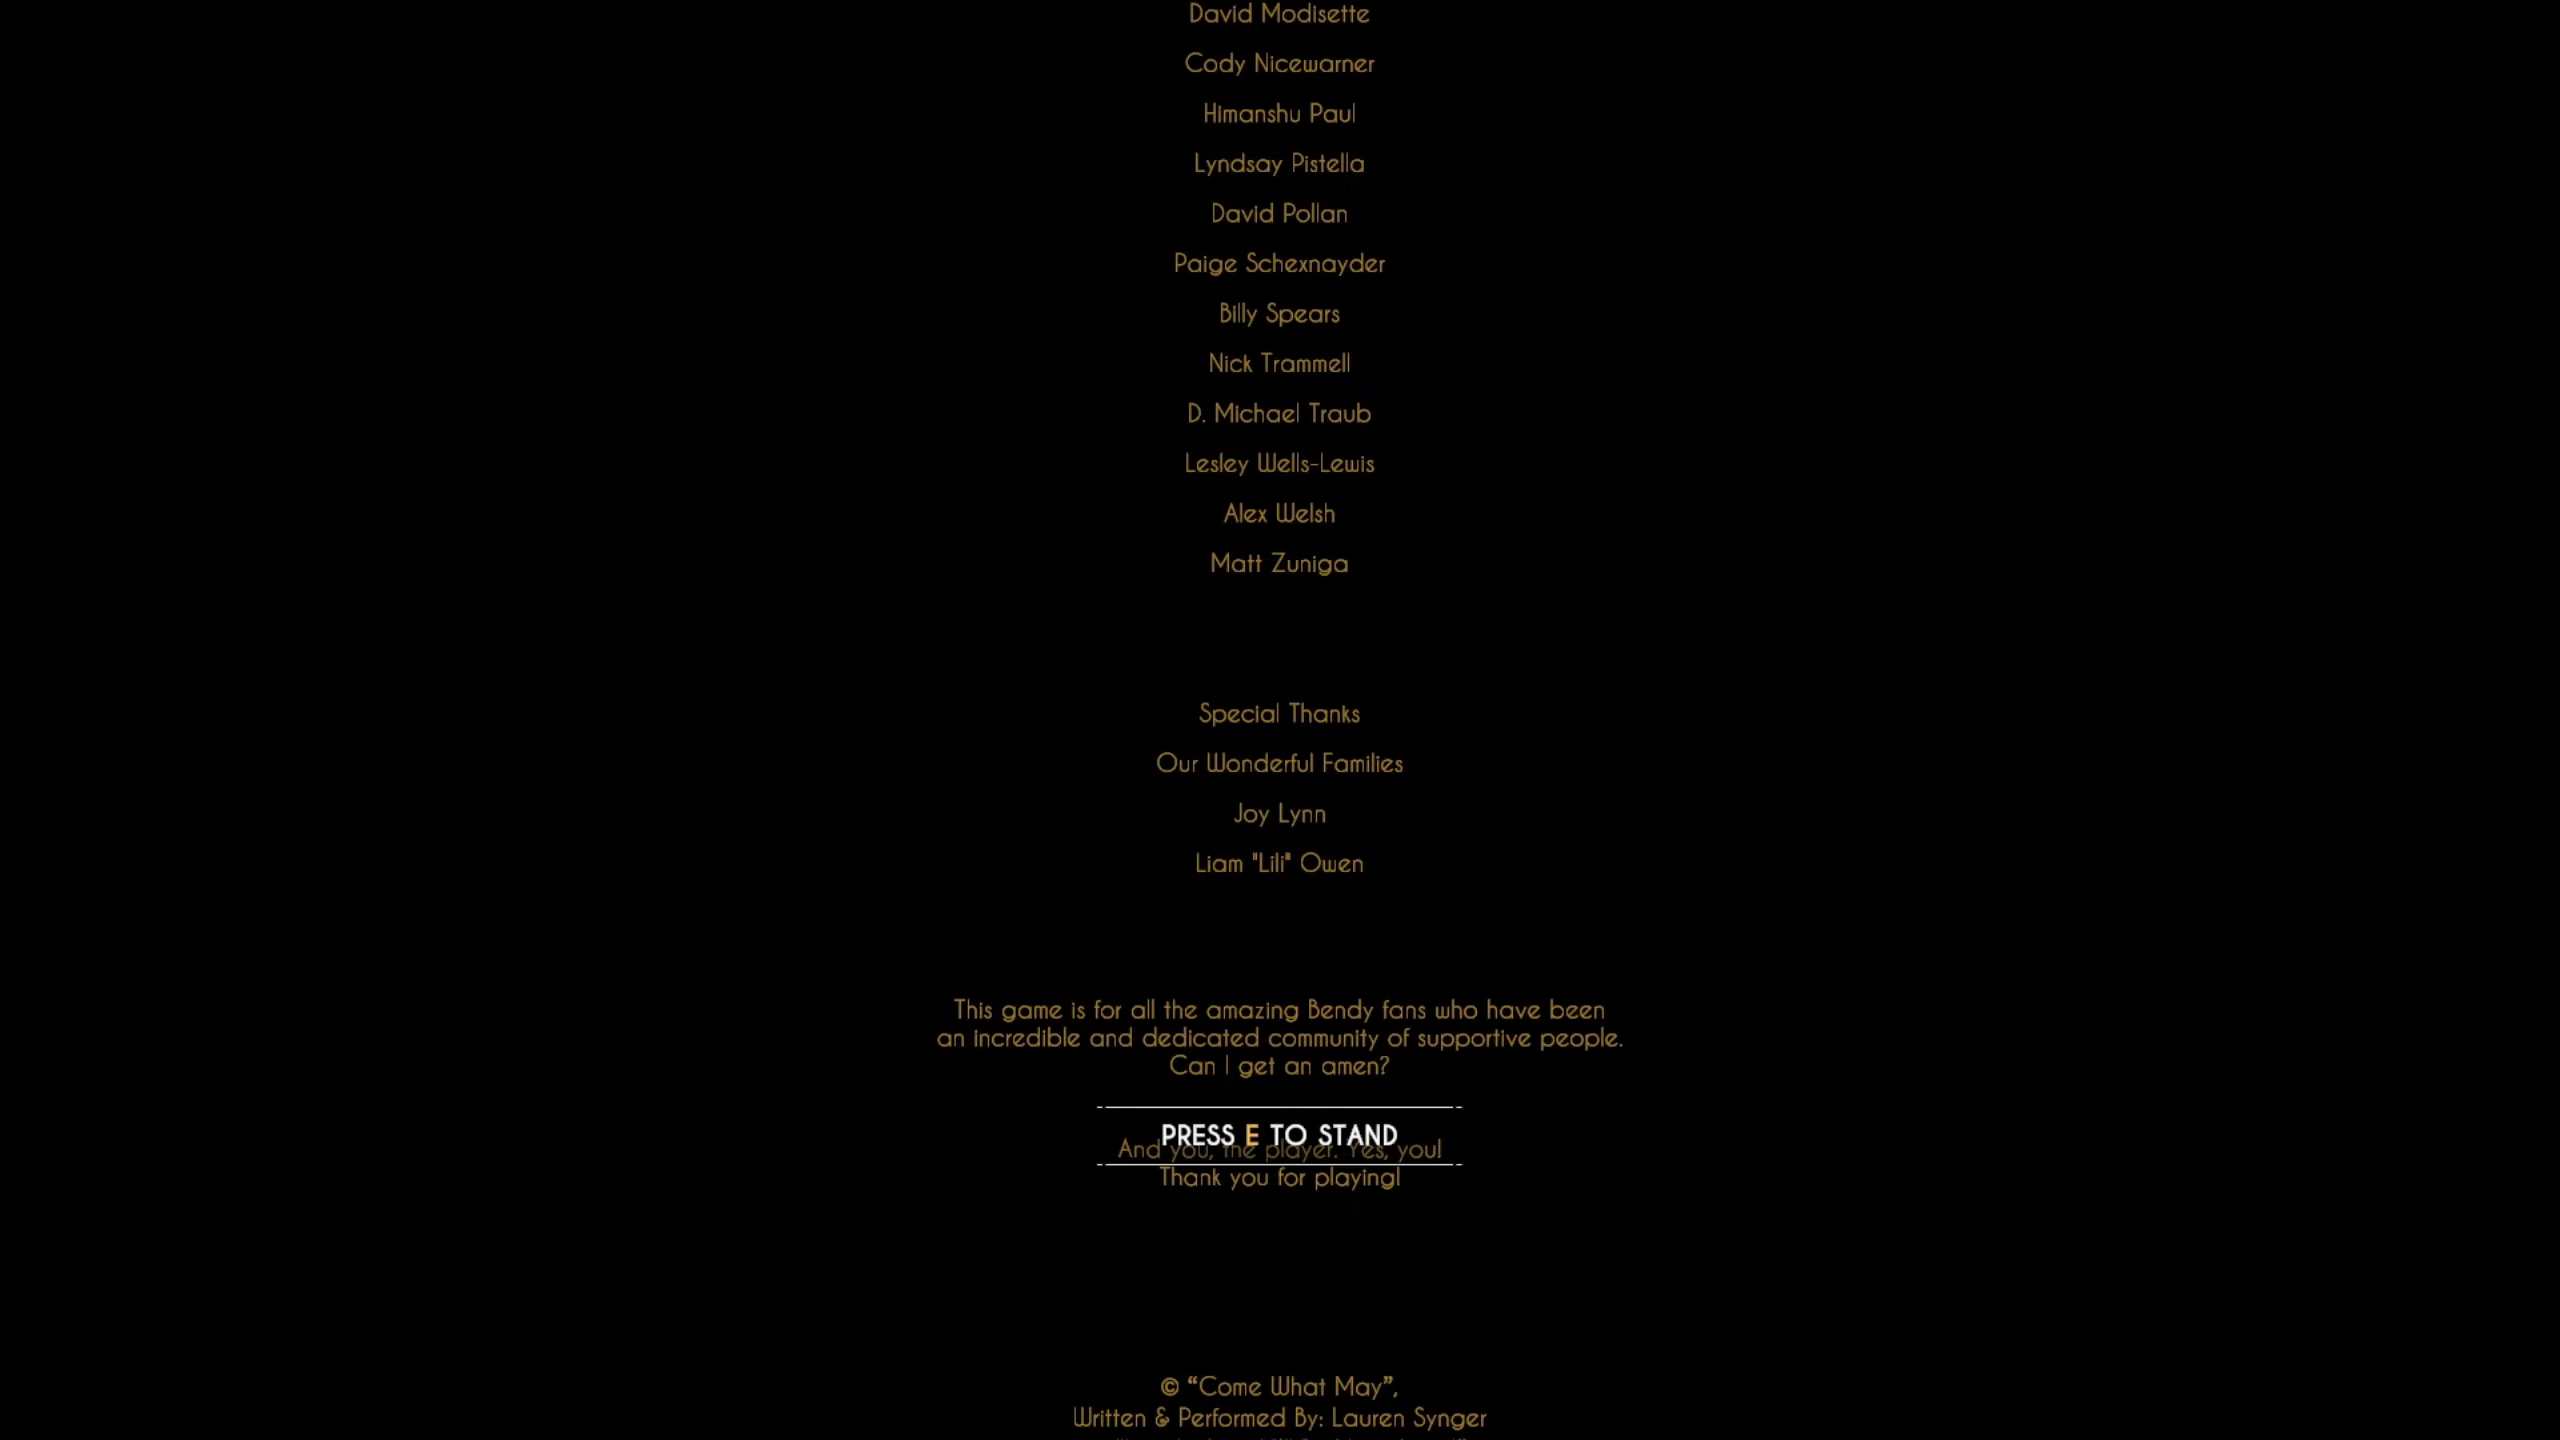 David Modisette
Cody Nicewarner
Himanshu Paul
Lyndsay Pistella
David Pollan
Paige Schexnayder
Billy Spears
Nick Trammell
D. Michael Traub
Lesley Wells-Lewis
Alex Welsh
Matt Zuniga
Special Thanks
Our Wonderful Families
Joy Lynn
Liam "Lili" Owen
This game is for all the amazing Bendy fans who have been
an incredible and dedicated community of supportive people.
Can I get an amen?
PRESS E TO STAND
And you, the player. Yes, you!
Thank you for playing!
© “Come What May”,
Written & Performed By: Lauren Synger